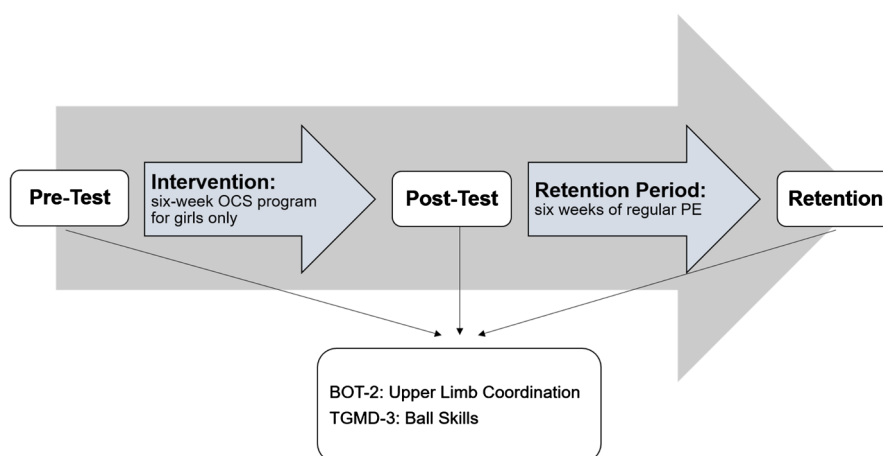 Pre-Test
Intervention:
six-week OCS program
for girls only
Post-Test
Retention Period:
six weeks of regular PE
Retention
BOT-2: Upper Limb Coordination
TGMD-3: Ball Skills